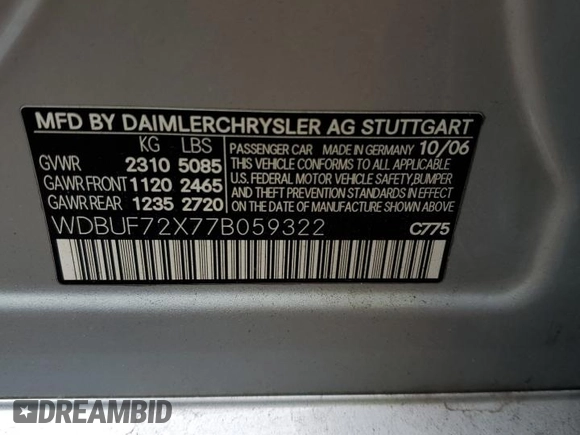 MFD BY DAIMLERCHRYSLER AG STUTTGART
KG LBS PASSENGER CAR MADE IN GERMANY 10/06
GVWR 2310 5085 THIS VEHICLE CONFORMS TO ALL APPLICABLE
GAWR FRONT 1120 2465 U.S. FEDERAL MOTOR VEHICLE SAFETY,BUMPER
GAWR REAR 1235 2720 AND THEFT PREVENTION STANDARDS IN
EFFECT ON THE DATE OF MANUFACTURE
WDBUF72X77B059322 C775
DREAMBID